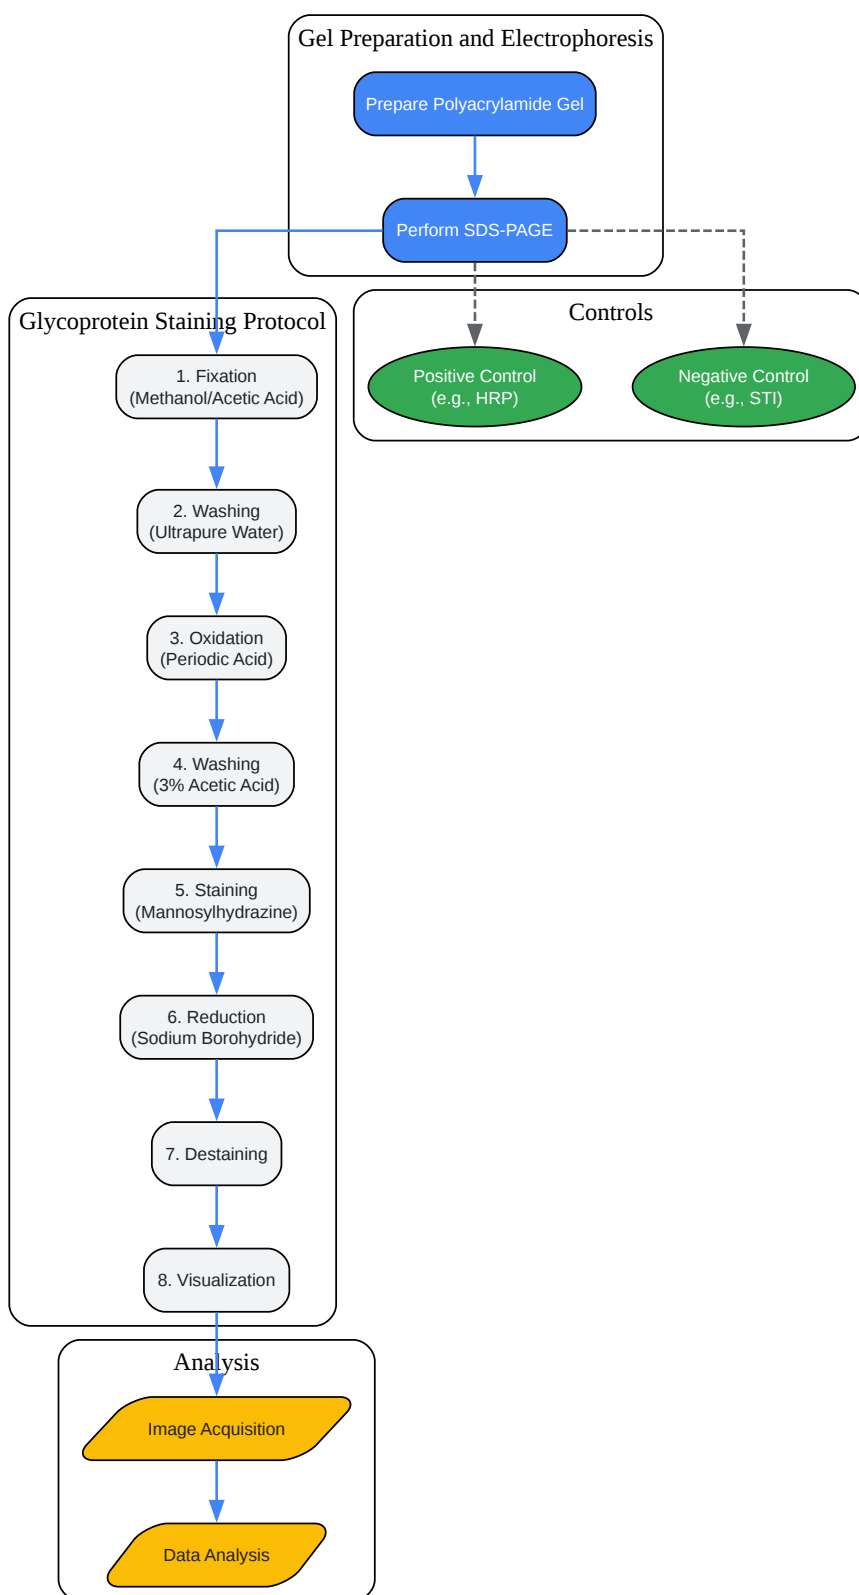 Gel Preparation and Electrophoresis
Prepare Polyacrylamide Gel
Perform SDS-PAGE
Controls
Positive Control
(e.g., HRP)
Negative Control
(e.g., STI)
Glycoprotein Staining Protocol
1. Fixation
(Methanol/Acetic Acid)
2. Washing
(Ultrapure Water)
3. Oxidation
(Periodic Acid)
4. Washing
(3% Acetic Acid)
5. Staining
(Mannosylhydrazine)
6. Reduction
(Sodium Borohydride)
7. Destaining
8. Visualization
Analysis
Image Acquisition
Data Analysis